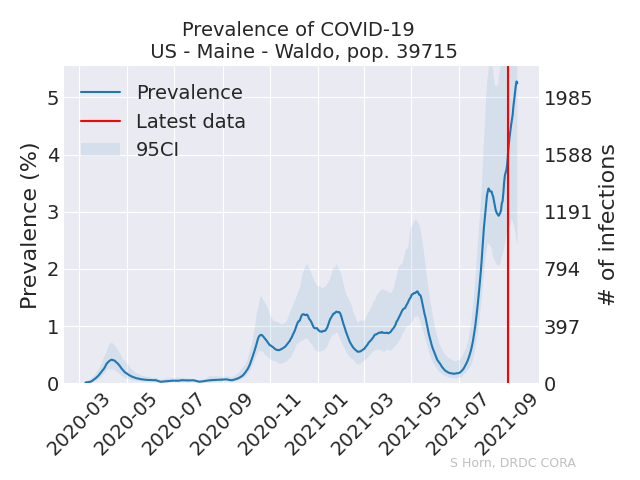 Prevalence of COVID-19
US - Maine - Waldo, pop. 39715
Prevalence
Latest data
95CI
Prevalence (%)
5
4
3
2
1
0
1985
1588
1191
794
397
0
# of infections
2020-03
2020-05
2020-07
2020-09
2020-11
2021-01
2021-03
2021-05
2021-07
2021-09
S Horn, DRDC CORA